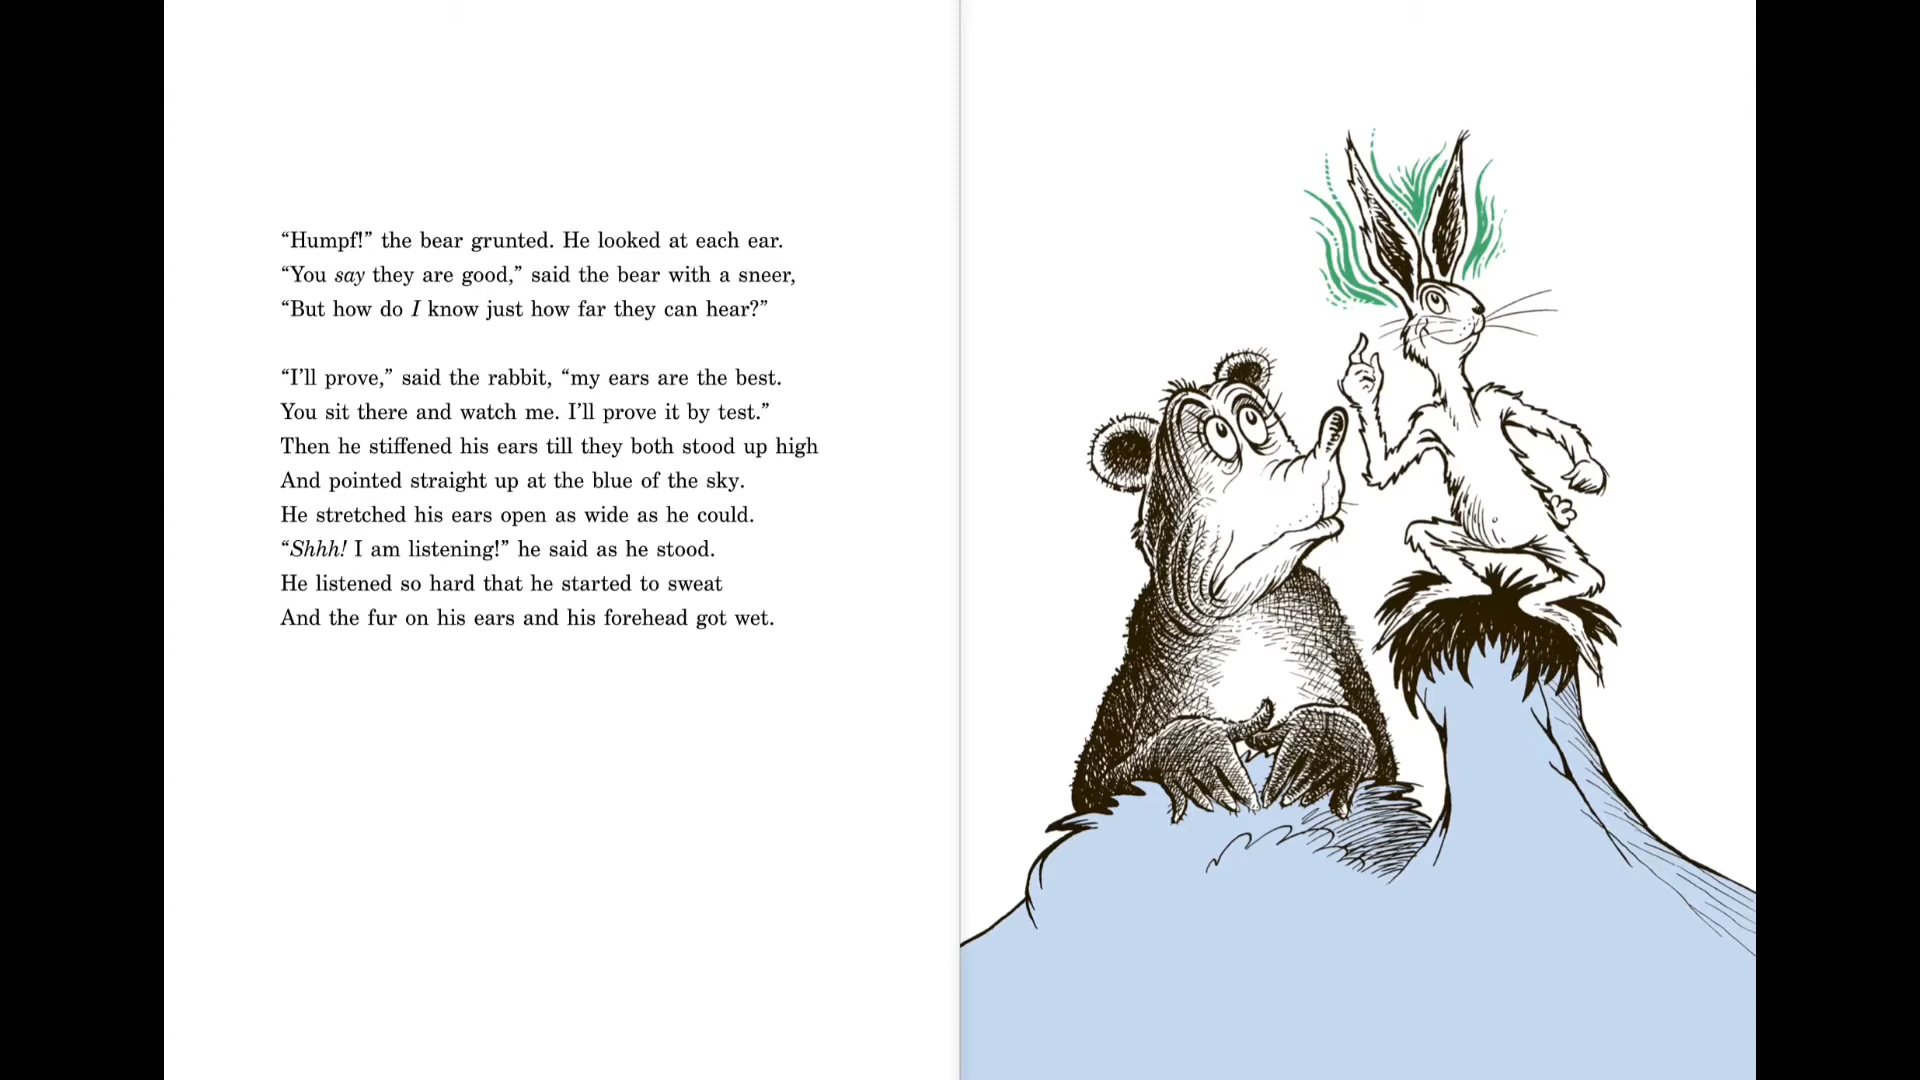 “Humpf!” the bear grunted. He looked at each ear.
“You say they are good,” said the bear with a sneer,
“But how do I know just how far they can hear?”
“I’ll prove,” said the rabbit, “my ears are the best.
You sit there and watch me. I’ll prove it by test.”
Then he stiffened his ears till they both stood up high
And pointed straight up at the blue of the sky.
He stretched his ears open as wide as he could.
“Shhh! I am listening!” he said as he stood.
He listened so hard that he started to sweat
And the fur on his ears and his forehead got wet.